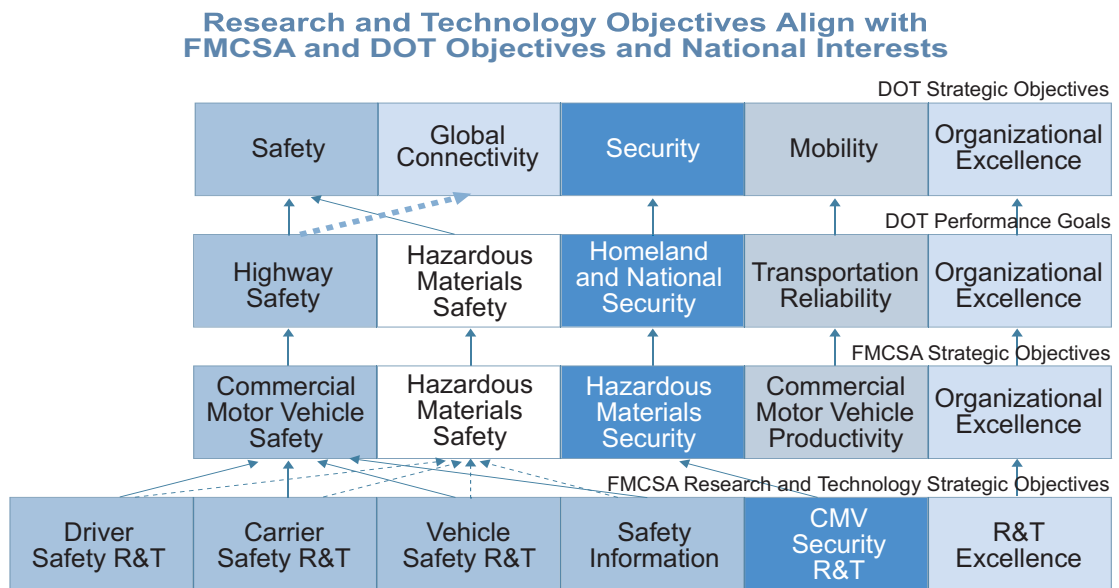 Research and Technology Objectives Align with
FMCSA and DOT Objectives and National Interests
DOT Strategic Objectives
Safety
Global
Connectivity
Security
Mobility
Organizational
Excellence
DOT Performance Goals
Highway
Safety
Hazardous
Materials
Safety
Homeland
and National
Security
Transportation
Reliability
Organizational
Excellence
FMCSA Strategic Objectives
Commercial
Motor Vehicle
Safety
Hazardous
Materials
Safety
Hazardous
Materials
Security
Commercial
Motor Vehicle
Productivity
Organizational
Excellence
FMCSA Research and Technology Strategic Objectives
Driver
Safety R&T
Carrier
Safety R&T
Vehicle
Safety R&T
Safety
Information
CMV
Security
R&T
R&T
Excellence